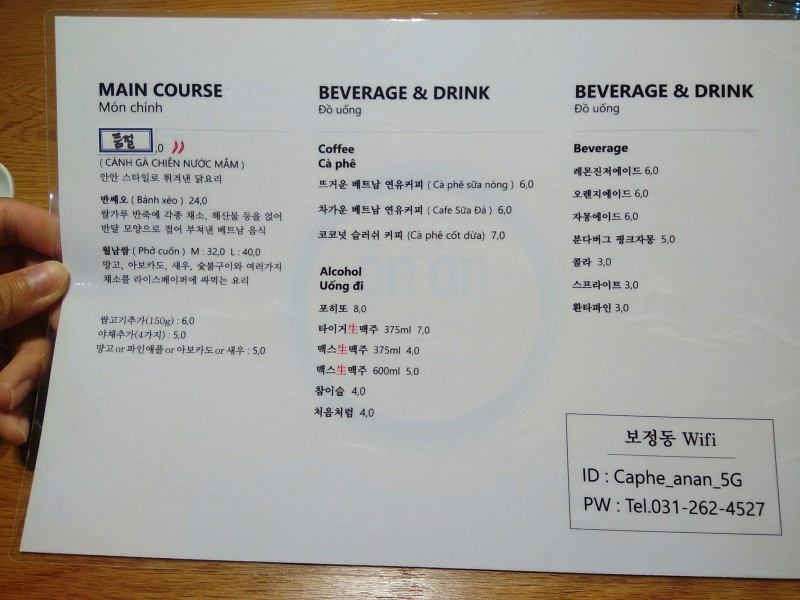 MAIN COURSE
Món chính
품절 ,0
( CÁNH GÀ CHIÊN NƯỚC MẮM )
안안 스타일로 튀겨낸 닭요리
반쎄오 ( Bánh xèo ) 24,0
쌀가루 반죽에 각종 채소, 해산물 등을 얹어
반달 모양으로 접어 부쳐낸 베트남 음식
월남쌈 ( Phở cuốn ) M : 32,0 L : 40,0
망고, 아보카도, 새우, 숯불구이와 여러가지
채소를 라이스페이퍼에 싸먹는 요리
쌈고기추가(150g) : 6,0
야채추가(4가지) : 5,0
망고 or 파인애플 or 아보카도 or 새우 : 5,0
BEVERAGE & DRINK
Đồ uống
Coffee
Cà phê
뜨거운 베트남 연유커피 ( Cà phê sữa nóng ) 6,0
차가운 베트남 연유커피 ( Cafe Sữa Đá ) 6,0
코코넛 슬러쉬 커피 (Cà phê cốt dừa) 7,0
Alcohol
Uống đi
모히또 8,0
타이거生맥주 375ml 7,0
맥스生맥주 375ml 4,0
맥스生맥주 600ml 5,0
참이슬 4,0
처음처럼 4,0
an an
BEVERAGE & DRINK
Đồ uống
Beverage
레몬진저에이드 6,0
오렌지에이드 6,0
자몽에이드 6,0
분다버그 핑크자몽 5,0
콜라 3,0
스프라이트 3,0
환타파인 3,0
보정동 Wifi
ID : Caphe_anan_5G
PW : Tel.031-262-4527